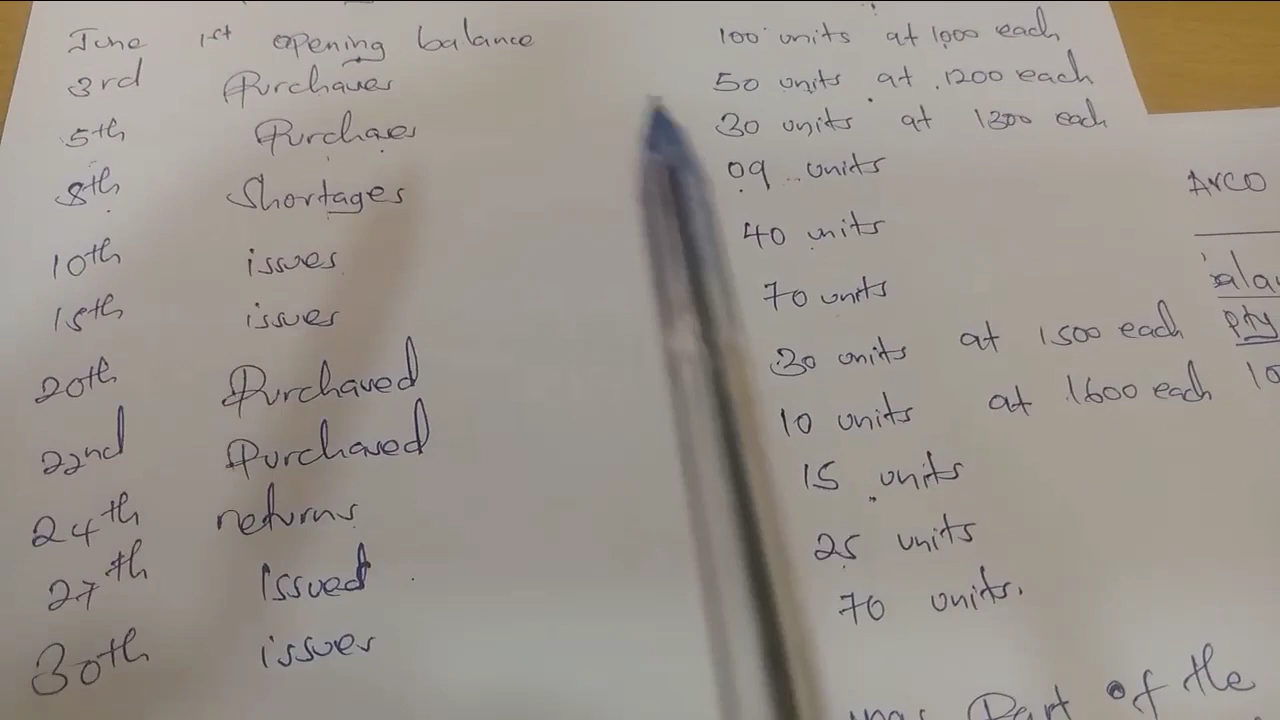 June 1st opening balance 100 units at 1000 each
3rd Purchases 50 units at 1200 each
5th Purchaes 30 units at 1300 each
8th Shortages 09 units
10th issues 40 units
15th issues 70 units
20th Purchased 30 units at 1500 each
22nd Purchased 10 units at 1600 each
24th returns 15 units
27th Issued 25 units
30th issues 70 units.
Part of the
ARCO
qty
10